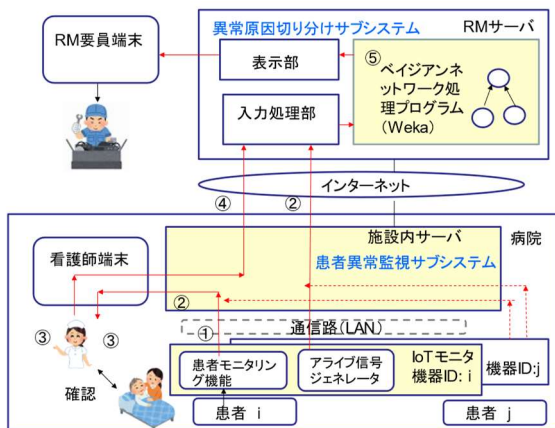 RM要員端末
異常原因切り分けサブシステム
RMサーバ
表示部
⑤
ベイジアンネ
ットワーク処
理プログラム
(Weka)
入力処理部
インターネット
④
②
施設内サーバ
病院
患者異常監視サブシステム
看護師端末
②
③
③
①
通信路(LAN)
確認
患者モニタリン
グ機能
アライブ信号
ジェネレータ
IoTモニタ
機器ID: i
機器ID:j
患者 i
患者 j